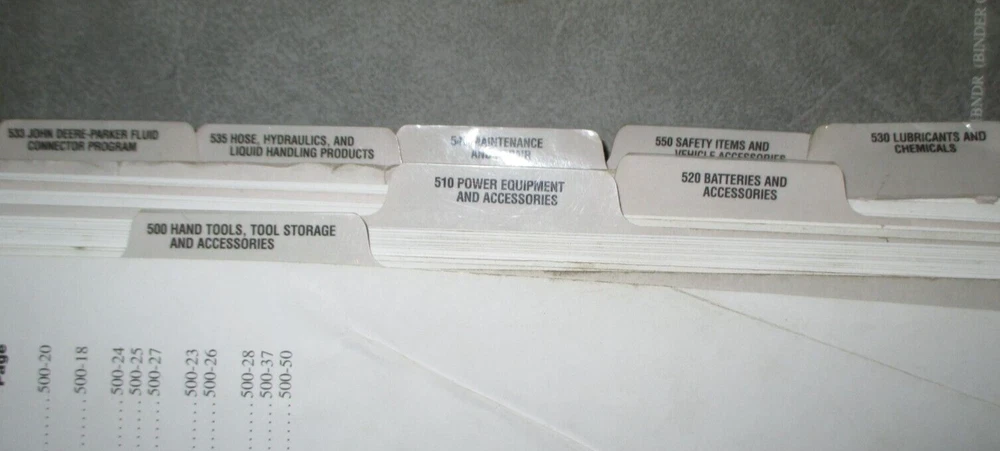 533 JOHN DEERE-PARKER FLUID
CONNECTOR PROGRAM
535 HOSE, HYDRAULICS, AND
LIQUID HANDLING PRODUCTS
MAINTENANCE
550 SAFETY ITEMS AND
VEHICLE ACCESSORIES
530 LUBRICANTS AND
CHEMICALS
510 POWER EQUIPMENT
AND ACCESSORIES
520 BATTERIES AND
ACCESSORIES
500 HAND TOOLS, TOOL STORAGE
AND ACCESSORIES
Page
. . . . . . 500-20
. . . . . . 500-18
. . . . . . 500-24
. . . . . . 500-25
. . . . . . 500-27
. . . . . . 500-23
. . . . . . 500-26
. . . . . . 500-28
. . . . . . 500-37
. . . . . . 500-50
(BINDER